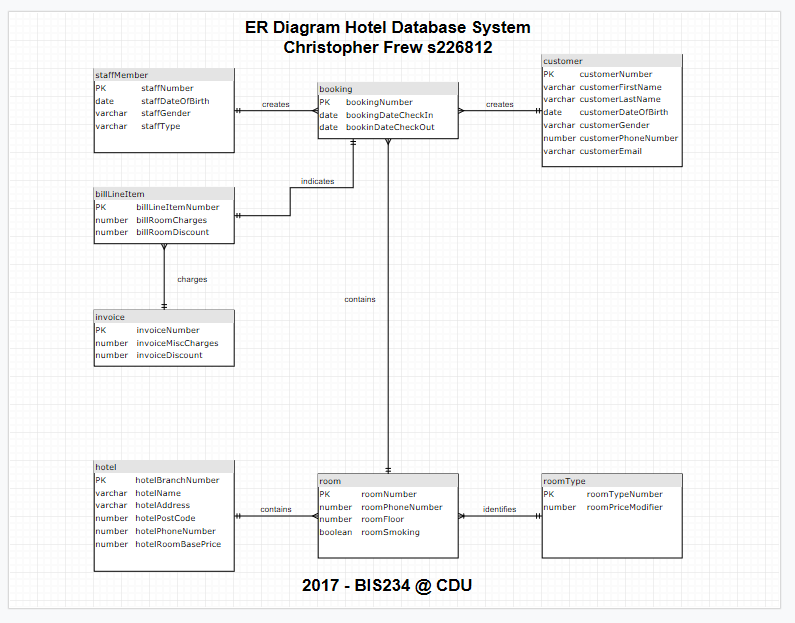 ER Diagram Hotel Database System
Christopher Frew s226812
staffMember
PK staffNumber
date staffDateOfBirth
varchar staffGender
varchar staffType
creates
booking
PK bookingNumber
date bookingDateCheckIn
date bookinDateCheckOut
creates
customer
PK customerNumber
varchar customerFirstName
varchar customerLastName
date customerDateOfBirth
varchar customerGender
number customerPhoneNumber
varchar customerEmail
indicates
billLineItem
PK billLineItemNumber
number billRoomCharges
number billRoomDiscount
charges
contains
invoice
PK invoiceNumber
number invoiceMiscCharges
number invoiceDiscount
hotel
PK hotelBranchNumber
varchar hotelName
varchar hotelAddress
number hotelPostCode
number hotelPhoneNumber
number hotelRoomBasePrice
contains
room
PK roomNumber
number roomPhoneNumber
number roomFloor
boolean roomSmoking
identifies
roomType
PK roomTypeNumber
number roomPriceModifier
2017 - BIS234 @ CDU